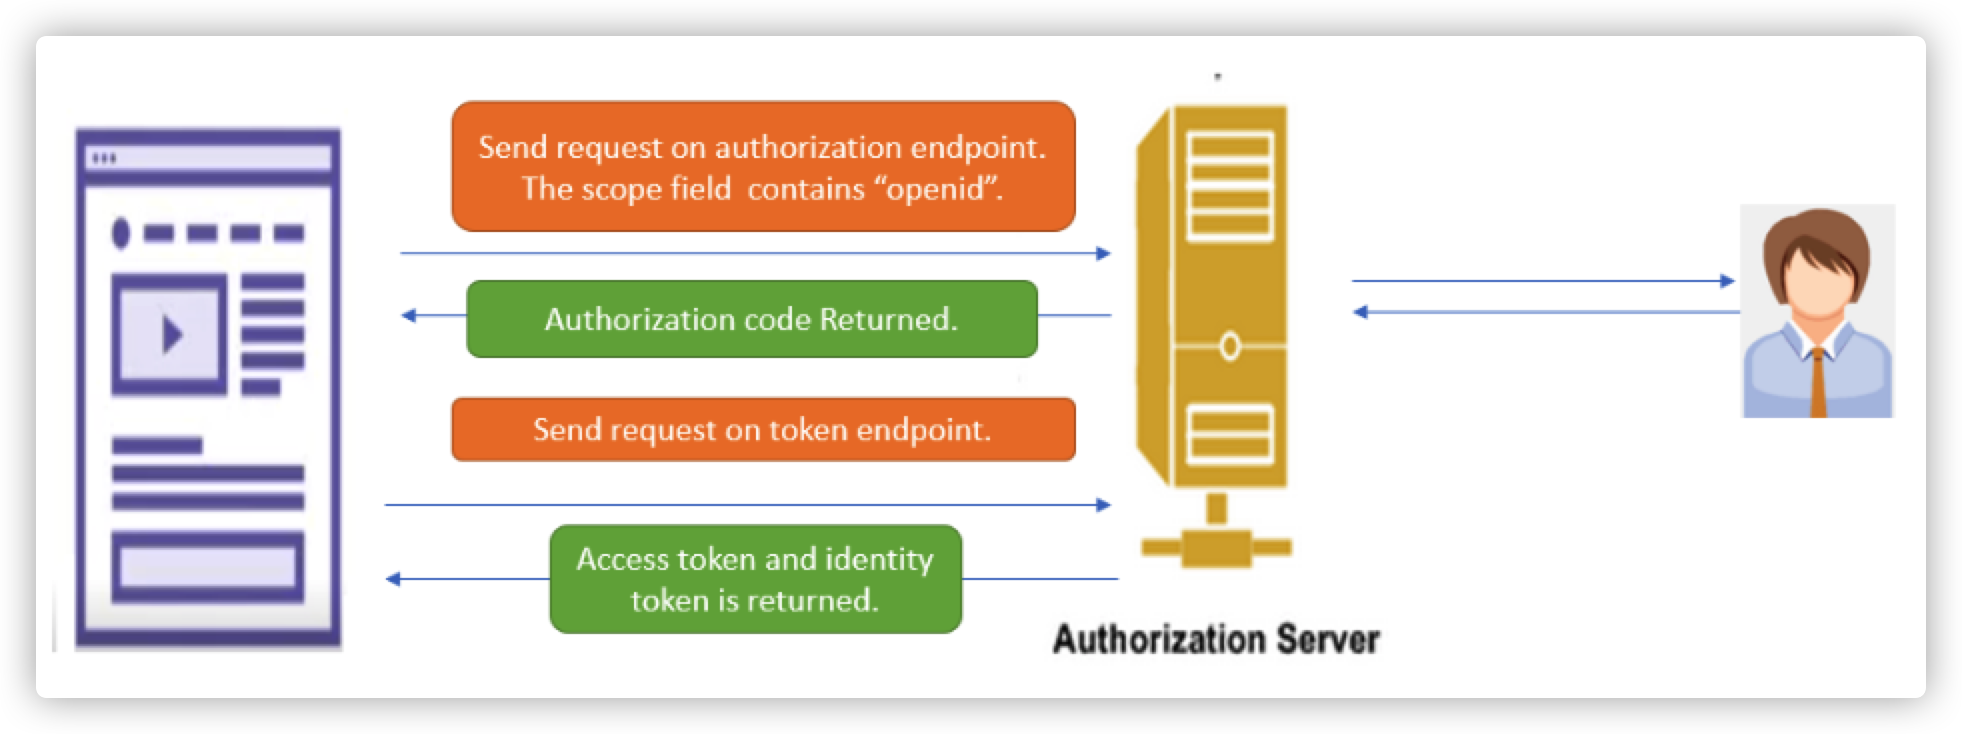 Send request on authorization endpoint.
The scope field  contains “openid”.
Authorization code Returned.
Send request on token endpoint.
Access token and identity
token is returned.
Authorization Server